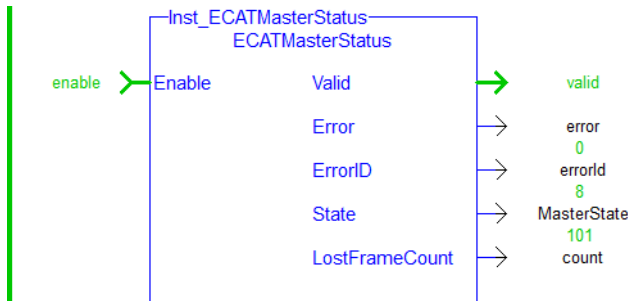 Inst_ECATMasterStatus
ECATMasterStatus
enable Enable Valid valid
Error error
0
ErrorID errorId
8
State MasterState
101
LostFrameCount count